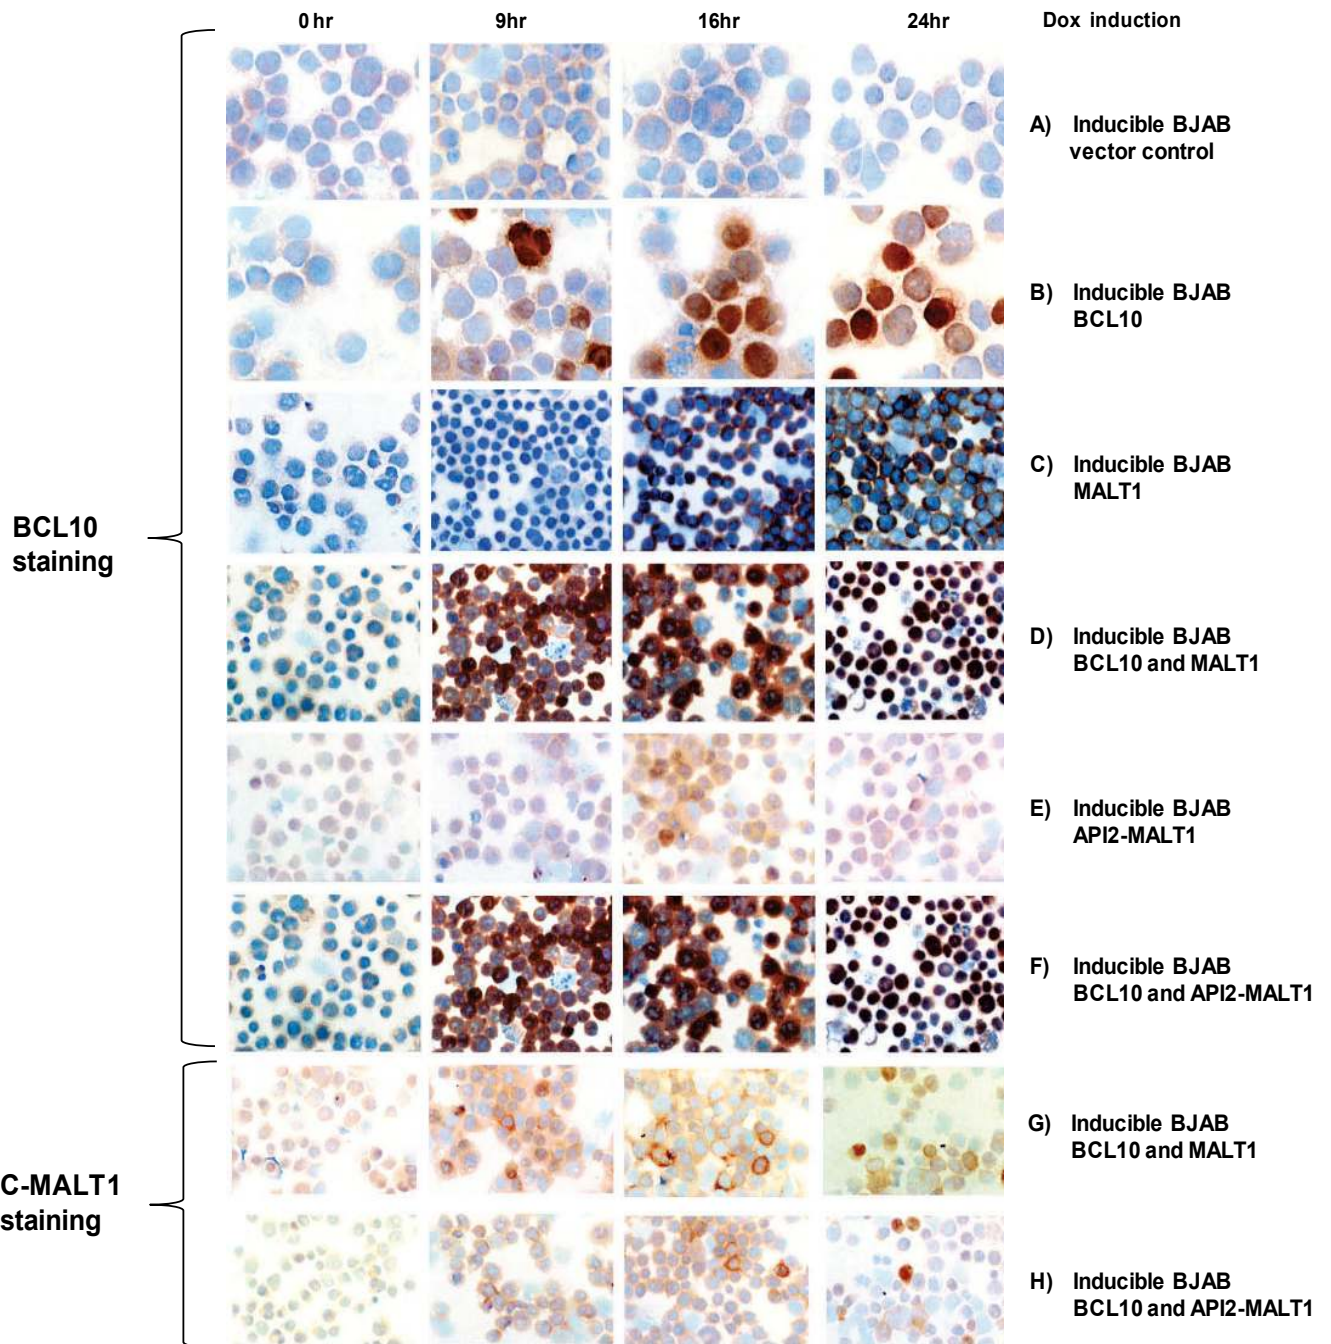 0 hr 9hr 16hr 24hr Dox induction
A) Inducible BJAB
vector control
B) Inducible BJAB
BCL10
C) Inducible BJAB
MALT1
BCL10
staining
D) Inducible BJAB
BCL10 and MALT1
E) Inducible BJAB
API2-MALT1
F) Inducible BJAB
BCL10 and API2-MALT1
G) Inducible BJAB
BCL10 and MALT1
C-MALT1
staining
H) Inducible BJAB
BCL10 and API2-MALT1